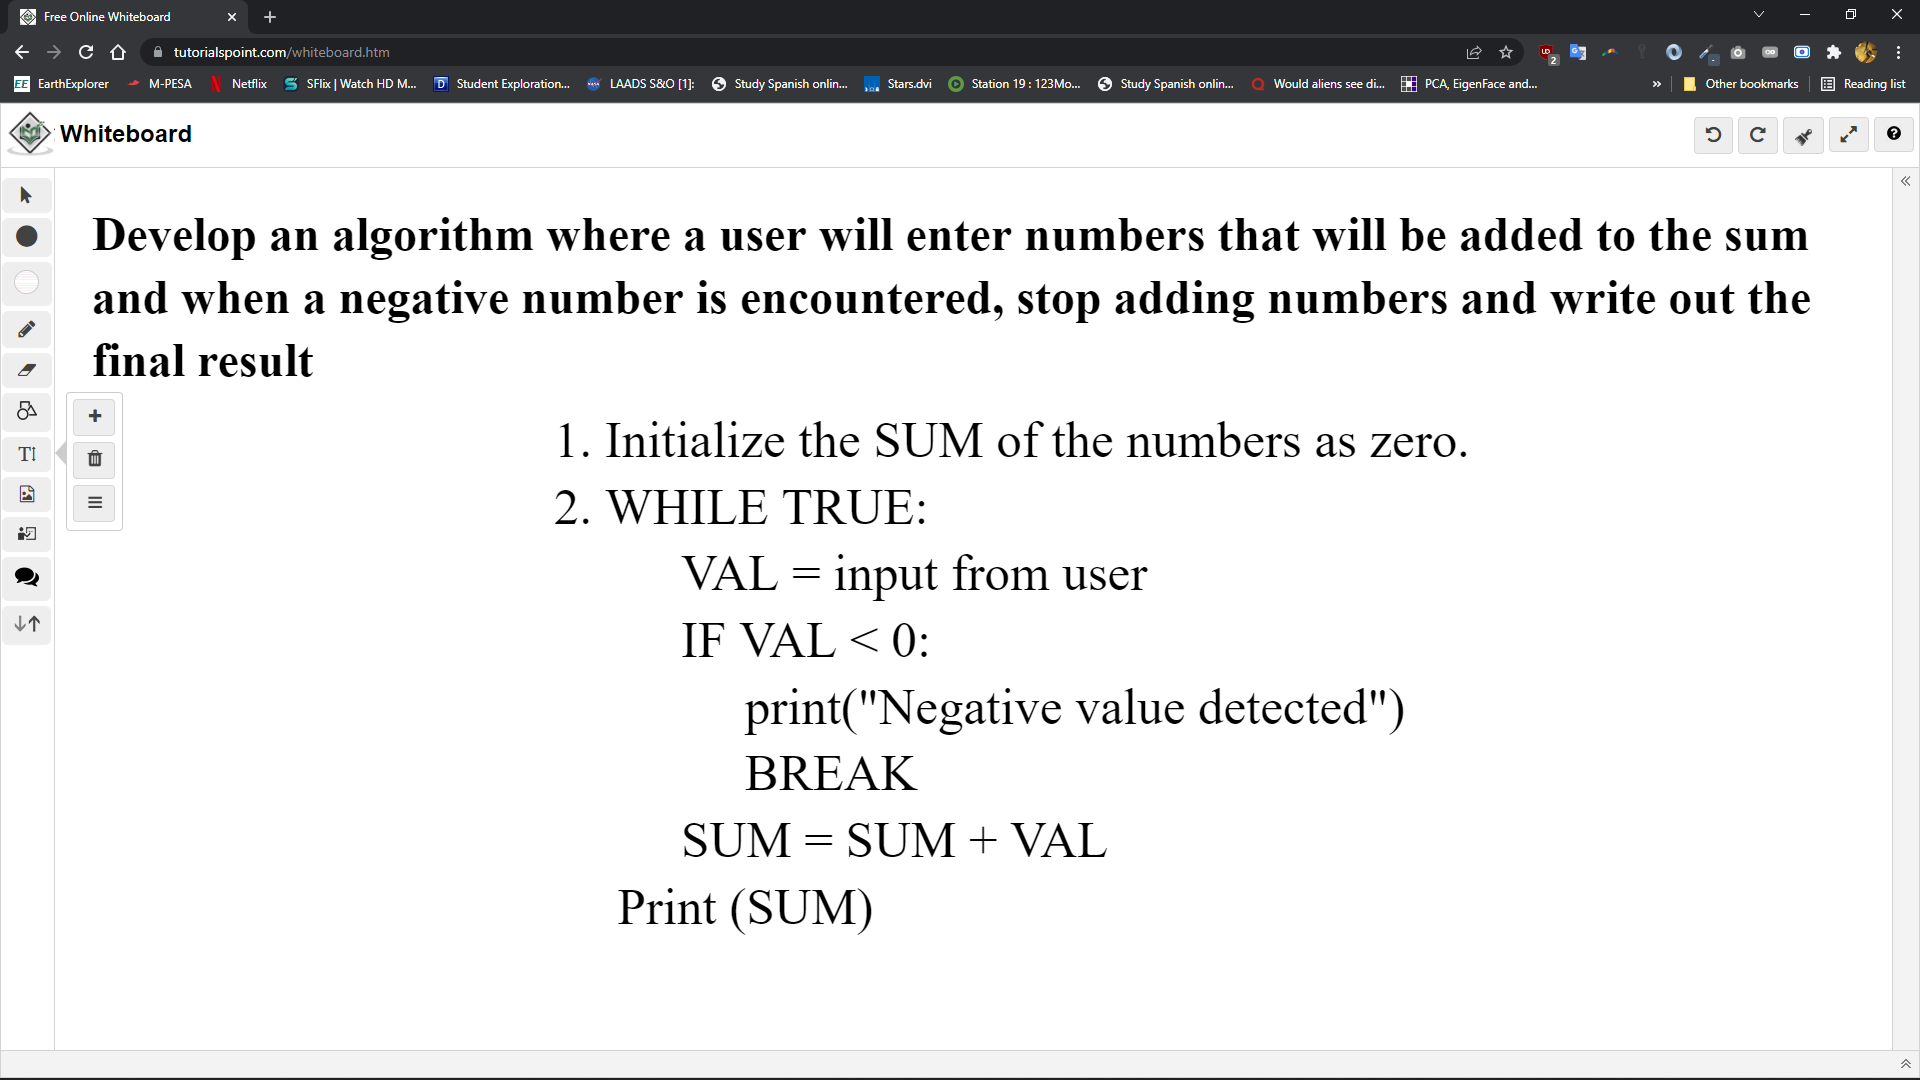 Free Online Whiteboard
tutorialspoint.com/whiteboard.htm
2
EE EarthExplorer M-PESA Netflix SFlix | Watch HD M... D Student Exploration... LAADS S&O [1]: Study Spanish onlin... Stars.dvi Station 19 : 123Mo... Study Spanish onlin... Would aliens see di... PCA, EigenFace and... » Other bookmarks Reading list
Whiteboard
Develop an algorithm where a user will enter numbers that will be added to the sum
and when a negative number is encountered, stop adding numbers and write out the
final result
1. Initialize the SUM of the numbers as zero.
2. WHILE TRUE:
VAL = input from user
IF VAL < 0:
print("Negative value detected")
BREAK
SUM = SUM + VAL
Print (SUM)